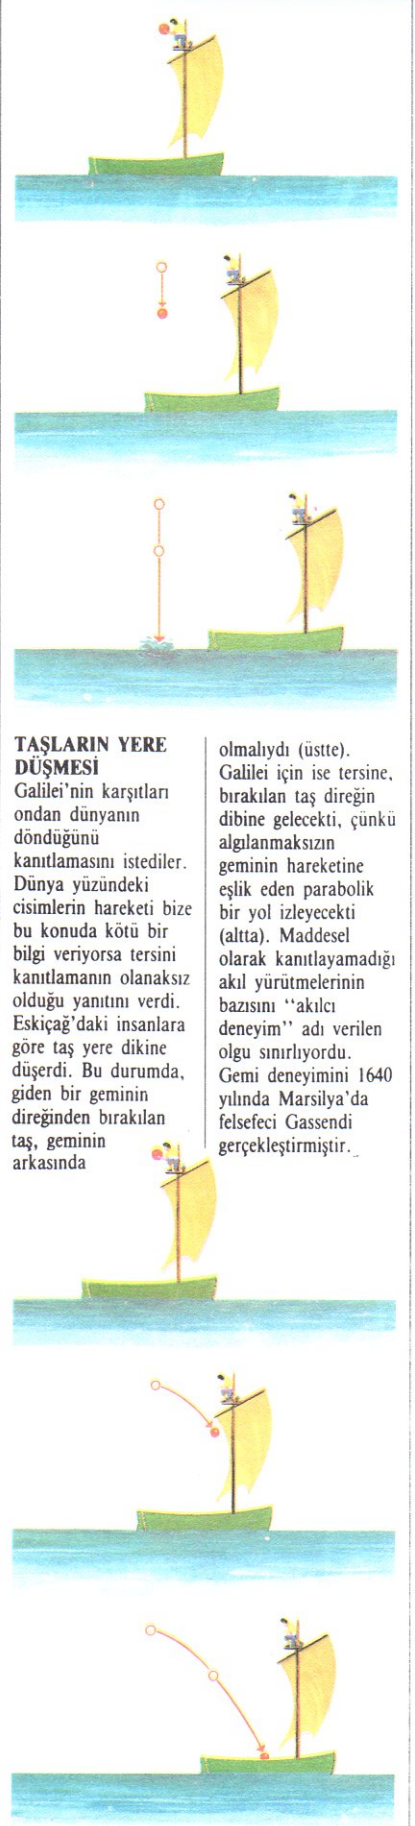 TAŞLARIN YERE
DÜŞMESİ
Galilei'nin karşıtları
ondan dünyanın
döndüğünü
kanıtlamasını istediler.
Dünya yüzündeki
cisimlerin hareketi bize
bu konuda kötü bir
bilgi veriyorsa tersini
kanıtlamanın olanaksız
olduğu yanıtını verdi.
Eskiçağ'daki insanlara
göre taş yere dikine
düşerdi. Bu durumda,
giden bir geminin
direğinden bırakılan
taş, geminin
arkasında
olmalıydı (üstte).
Galilei için ise tersine,
bırakılan taş direğin
dibine gelecekti, çünkü
algılanmaksızın
geminin hareketine
eşlik eden parabolik
bir yol izleyecekti
(altta). Maddesel
olarak kanıtlayamadığı
akıl yürütmelerinin
bazısını ‘‘akılcı
deneyim’’ adı verilen
olgu sınırlıyordu.
Gemi deneyimini 1640
yılında Marsilya'da
felsefeci Gassendi
gerçekleştirmiştir.